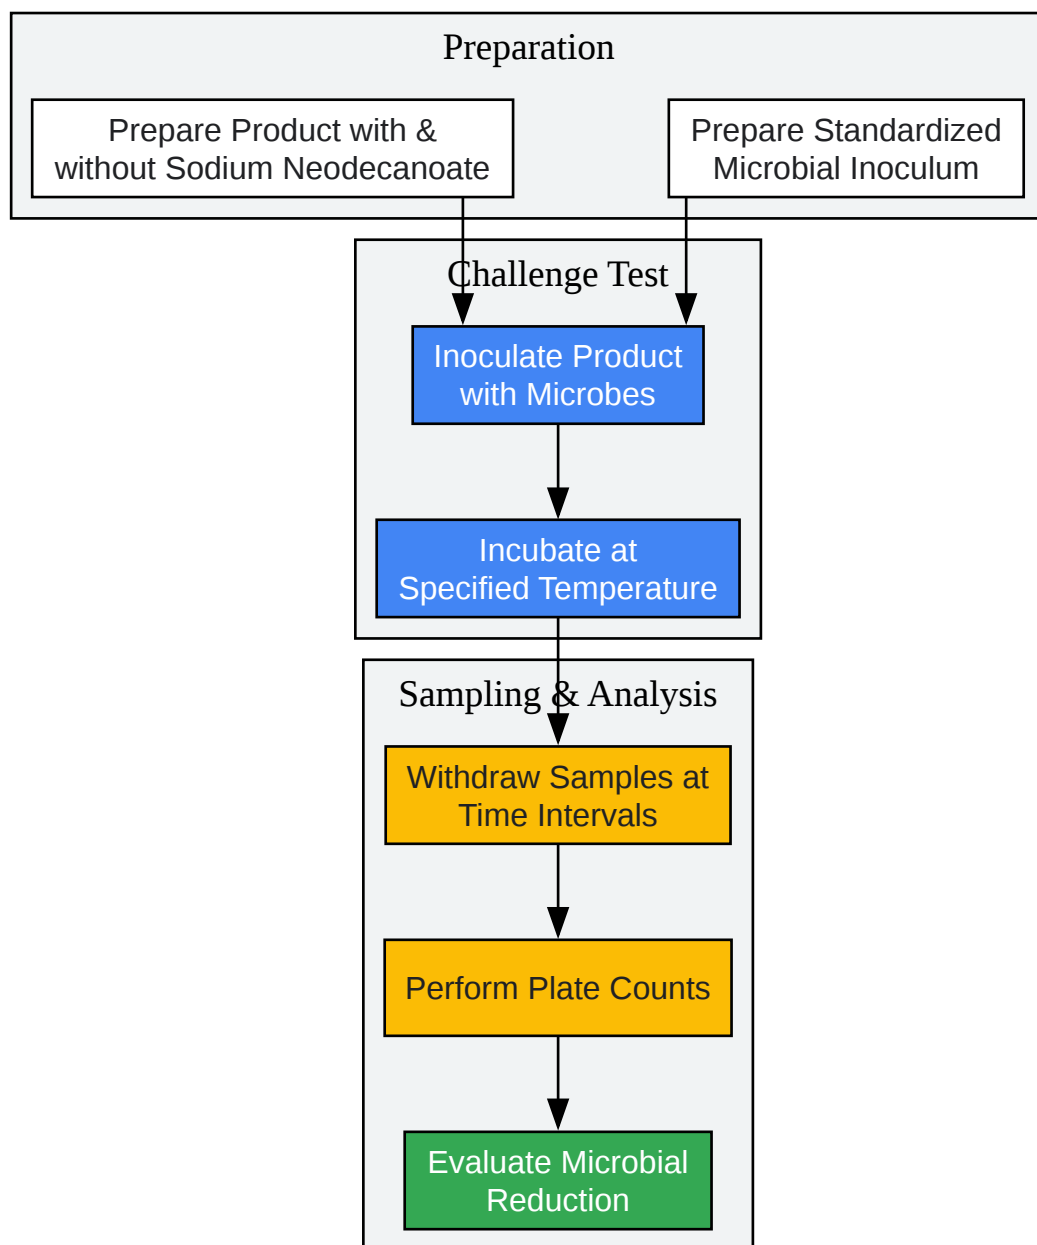 Preparation
Prepare Product with &
without Sodium Neodecanoate
Prepare Standardized
Microbial Inoculum
Challenge Test
Inoculate Product
with Microbes
Incubate at
Specified Temperature
Sampling & Analysis
Withdraw Samples at
Time Intervals
Perform Plate Counts
Evaluate Microbial
Reduction